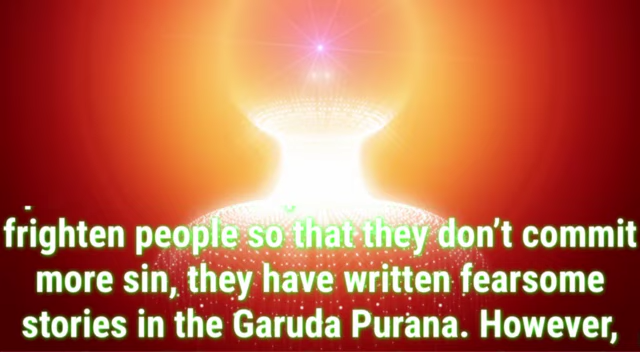 frighten people so that they don't commit
more sin, they have written fearsome
stories in the Garuda Purana. However,